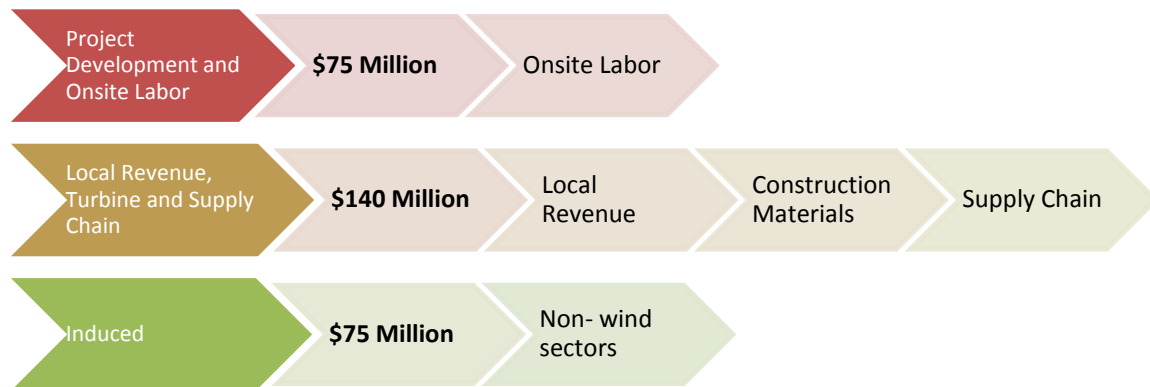 Project
Development and
Onsite Labor
$75 Million
Onsite Labor
Local Revenue,
Turbine and Supply
Chain
$140 Million
Local
Revenue
Construction
Materials
Supply Chain
Induced
$75 Million
Non- wind
sectors